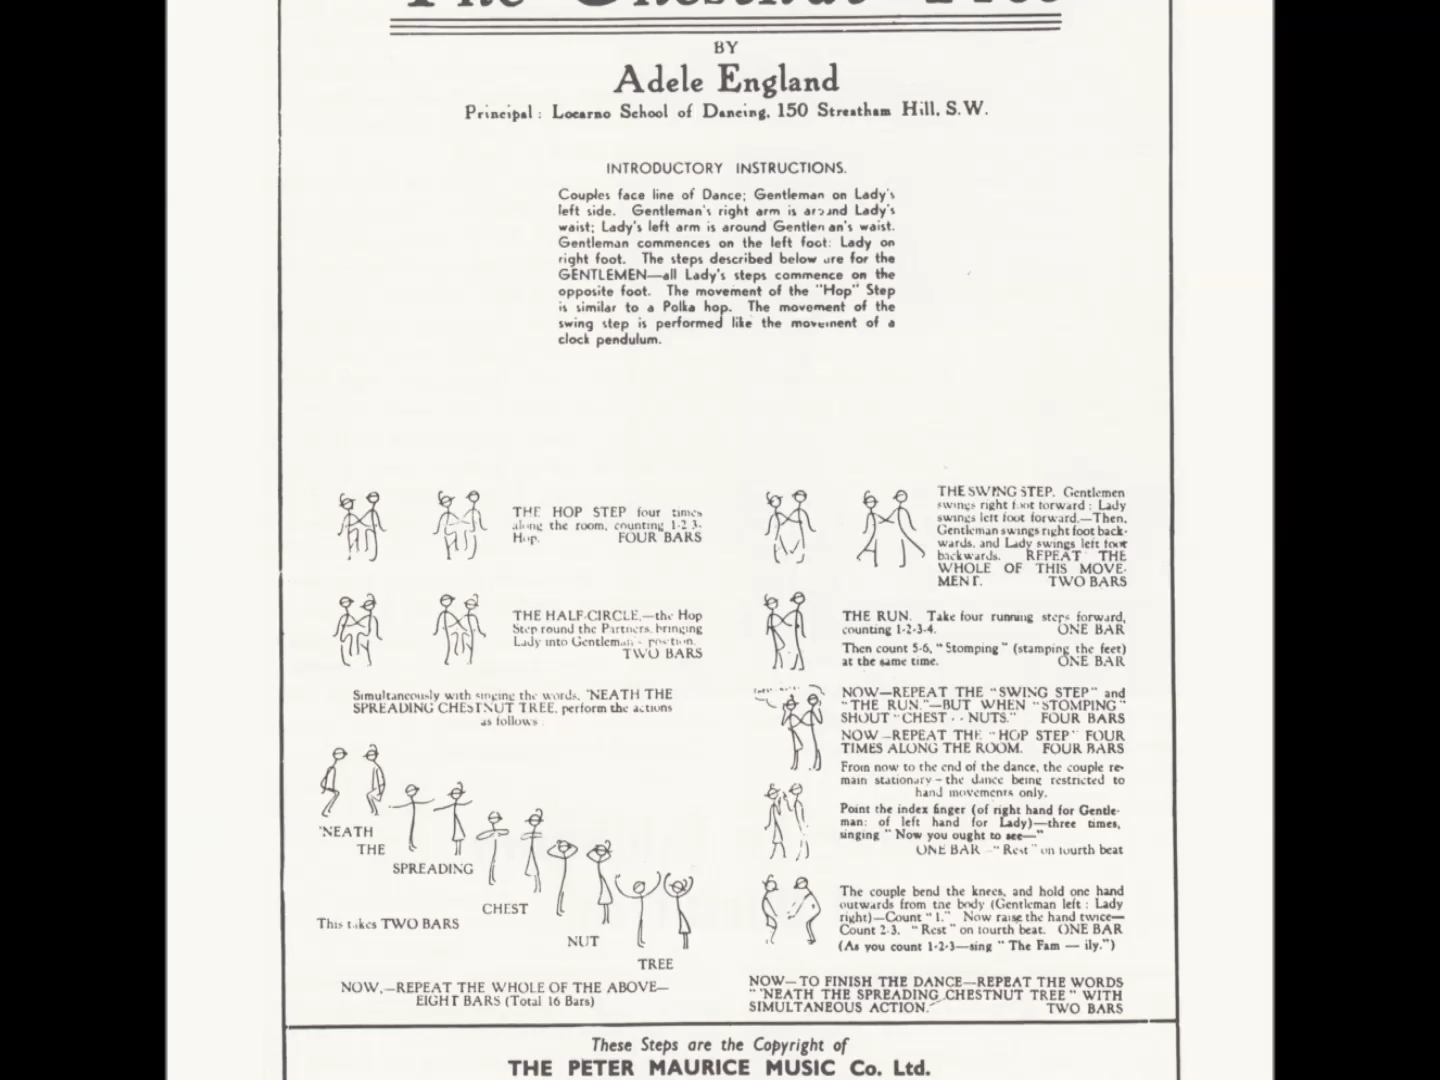 The Chestnut Tree
BY
Adele England
Principal: Locarno School of Dancing, 150 Streatham Hill, S.W.
INTRODUCTORY INSTRUCTIONS.
Couples face line of Dance; Gentleman on Lady's
left side. Gentleman's right arm is around Lady's
waist; Lady's left arm is around Gentleman's waist.
Gentleman commences on the left foot: Lady on
right foot. The steps described below are for the
GENTLEMEN—all Lady's steps commence on the
opposite foot. The movement of the "Hop" Step
is similar to a Polka hop. The movement of the
swing step is performed like the movement of a
clock pendulum.
THE HOP STEP four times
along the room, counting 1-2-3-
Hop. FOUR BARS
THE HALF-CIRCLE.—the Hop
Step round the Partners, bringing
Lady into Gentleman's position.
TWO BARS
Simultaneously with singing the words, 'NEATH THE
SPREADING CHESTNUT TREE, perform the actions
as follows
'NEATH
THE
SPREADING
CHEST
NUT
TREE
This takes TWO BARS
NOW,—REPEAT THE WHOLE OF THE ABOVE—
EIGHT BARS (Total 16 Bars)
THE SWING STEP. Gentlemen
swings right foot forward: Lady
swings left foot forward.—Then,
Gentleman swings right foot back-
wards, and Lady swings left foot
backwards. REPEAT THE
WHOLE OF THIS MOVE-
MENT. TWO BARS
THE RUN. Take four running steps forward,
counting 1-2-3-4. ONE BAR
Then count 5-6, "Stomping" (stamping the feet)
at the same time. ONE BAR
NOW—REPEAT THE "SWING STEP" and
"THE RUN."—BUT WHEN "STOMPING"
SHOUT "CHEST - - NUTS." FOUR BARS
NOW—REPEAT THE "HOP STEP" FOUR
TIMES ALONG THE ROOM. FOUR BARS
From now to the end of the dance, the couple re-
main stationary—the dance being restricted to
hand movements only.
Point the index finger (of right hand for Gentle-
man: of left hand for Lady)—three times,
singing "Now you ought to see—"
ONE BAR—"Rest" on fourth beat
The couple bend the knees, and hold one hand
outwards from the body (Gentleman left: Lady
right)—Count "1." Now raise the hand twice—
Count 2-3. "Rest" on fourth beat. ONE BAR
(As you count 1-2-3—sing "The Fam — ily.")
NOW—TO FINISH THE DANCE—REPEAT THE WORDS
"'NEATH THE SPREADING CHESTNUT TREE" WITH
SIMULTANEOUS ACTION. TWO BARS
These Steps are the Copyright of
THE PETER MAURICE MUSIC Co. Ltd.